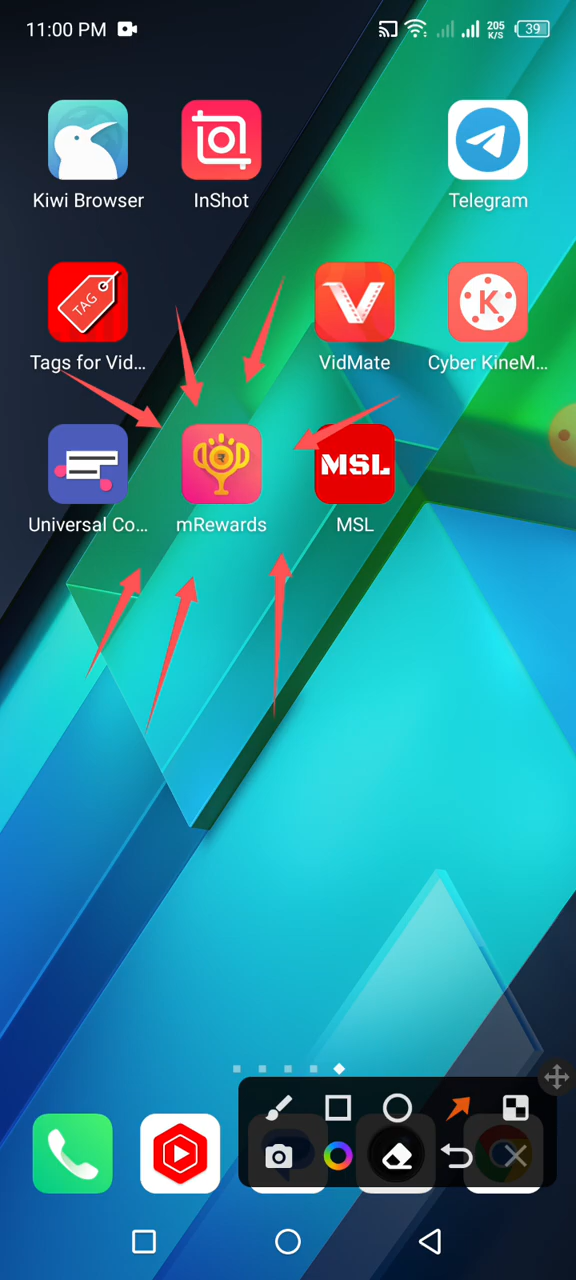 11:00 PM 205 K/S 39
Kiwi Browser InShot Telegram
TAG K
Tags for Vid... VidMate Cyber KineM...
MSL
Universal Co... mRewards MSL